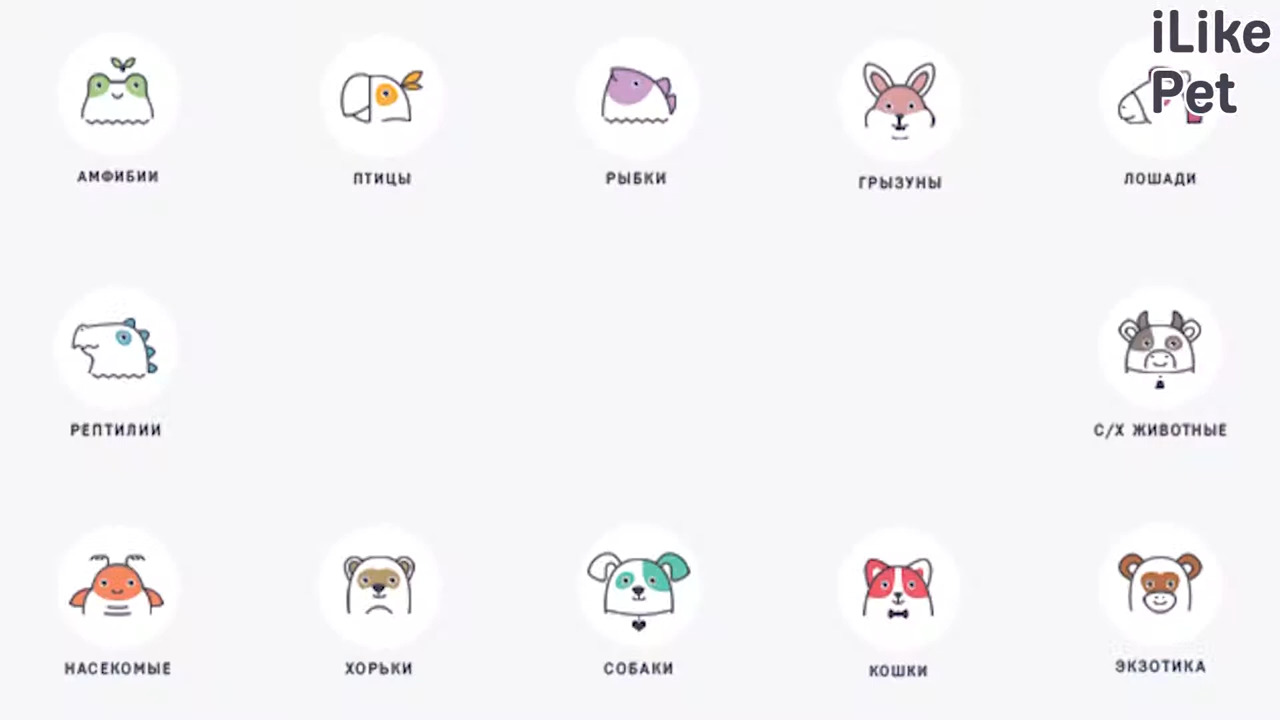 iLike
Pet
АМФИБИИ
ПТИЦЫ
РЫБКИ
ГРЫЗУНЫ
ЛОШАДИ
РЕПТИЛИИ
С/Х ЖИВОТНЫЕ
НАСЕКОМЫЕ
ХОРЬКИ
СОБАКИ
КОШКИ
ЭКЗОТИКА